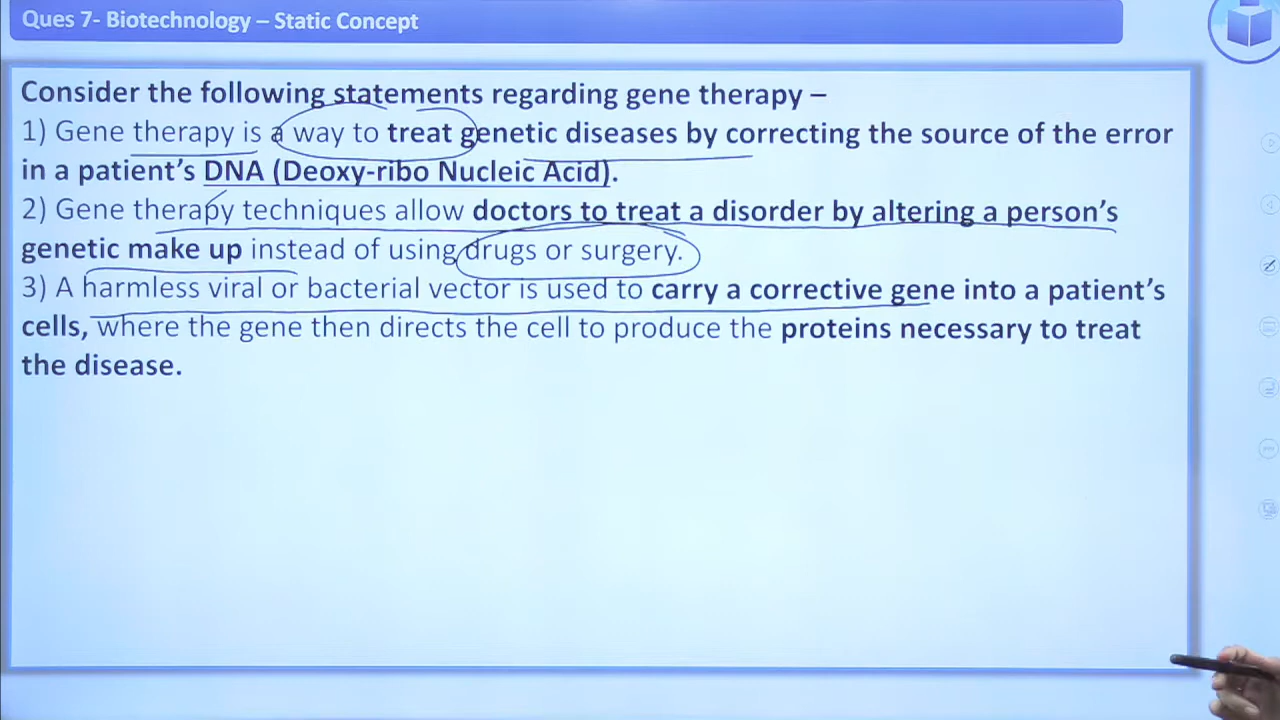 Ques 7- Biotechnology – Static Concept
Consider the following statements regarding gene therapy –
1) Gene therapy is a way to treat genetic diseases by correcting the source of the error
in a patient's DNA (Deoxy-ribo Nucleic Acid).
2) Gene therapy techniques allow doctors to treat a disorder by altering a person's
genetic make up instead of using drugs or surgery.
3) A harmless viral or bacterial vector is used to carry a corrective gene into a patient's
cells, where the gene then directs the cell to produce the proteins necessary to treat
the disease.